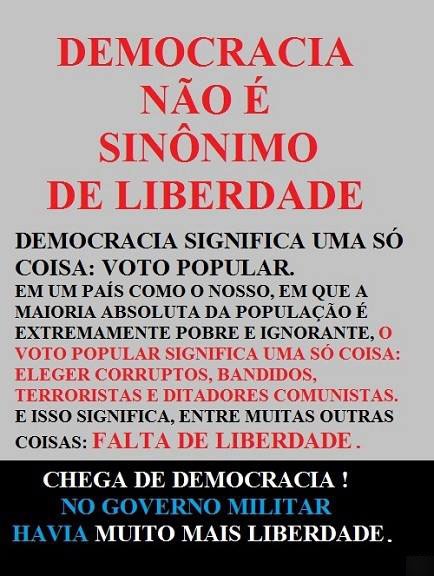 DEMOCRACIA
NÃO É
SINÔNIMO
DE LIBERDADE
DEMOCRACIA SIGNIFICA UMA SÓ
COISA: VOTO POPULAR.
EM UM PAÍS COMO O NOSSO, EM QUE A
MAIORIA ABSOLUTA DA POPULAÇÃO É
EXTREMAMENTE POBRE E IGNORANTE, O
VOTO POPULAR SIGNIFICA UMA SÓ COISA:
ELEGER CORRUPTOS, BANDIDOS,
TERRORISTAS E DITADORES COMUNISTAS.
E ISSO SIGNIFICA, ENTRE MUITAS OUTRAS
COISAS: FALTA DE LIBERDADE.
CHEGA DE DEMOCRACIA !
NO GOVERNO MILITAR
HAVIA MUITO MAIS LIBERDADE.